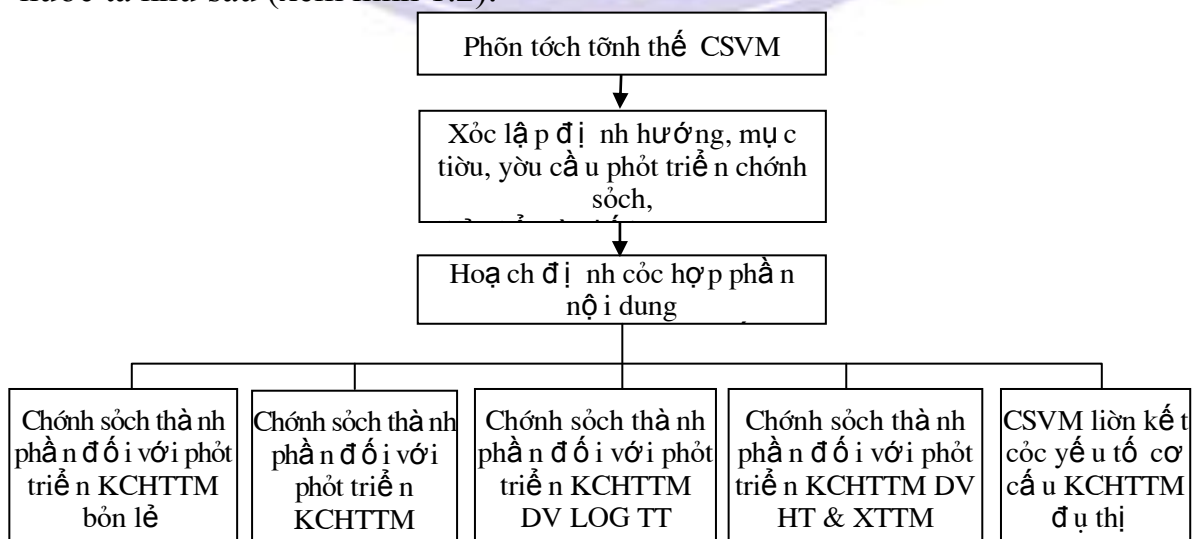 Phõn tớch tỡnh thế CSVM
Xỏc lập định hướng, mục
tiờu, yờu cầu phỏt triển chớnh
sỏch,
Hoạch định cỏc hợp phần
nội dung
Chớnh sỏch thành
phần đối với phỏt
triển KCHTTM
bỏn lẻ
Chớnh sỏch thành
phần đối với
phỏt triển
KCHTTM
Chớnh sỏch thành
phần đối với phỏt
triển KCHTTM
DV LOG TT
Chớnh sỏch thành
phần đối với phỏt
triển KCHTTM DV
HT & XTTM
CSVM liờn kết
cỏc yếu tố cơ
cấu KCHTTM
đụ thị